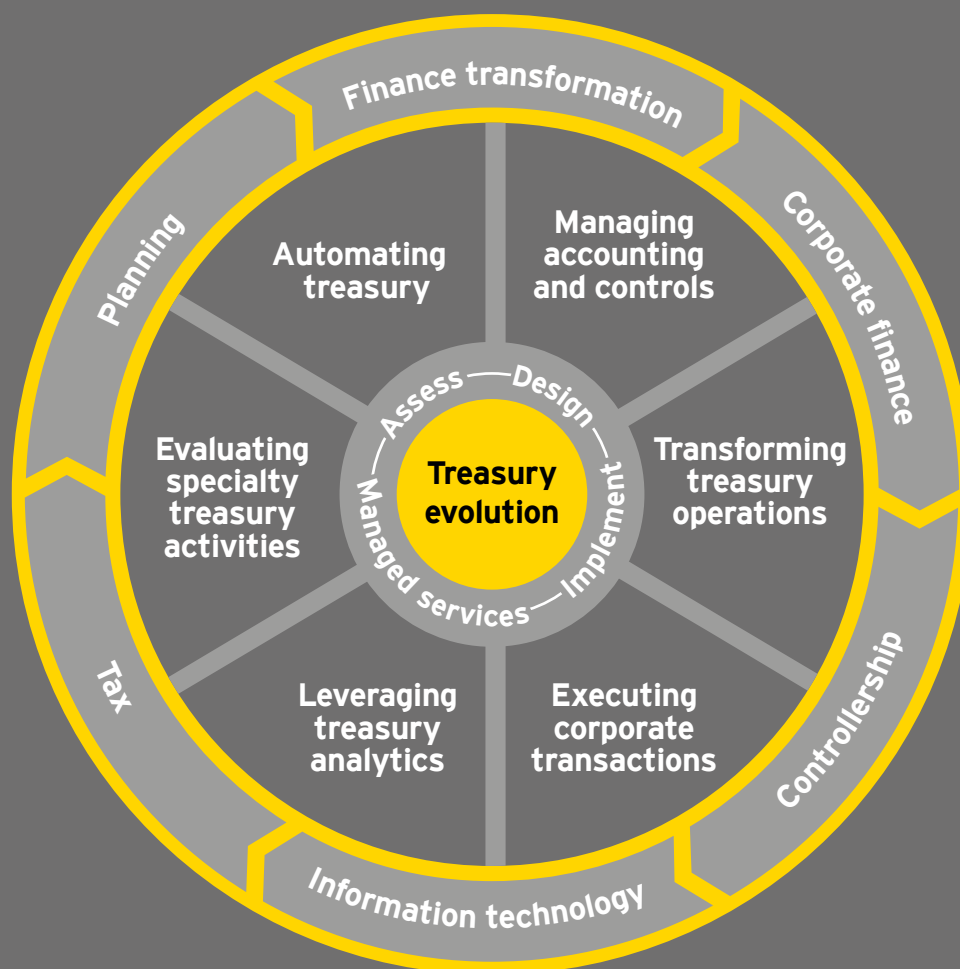 Finance transformation
Corporate finance
Controllership
Information technology
Tax
Planning
Automating
treasury
Managing
accounting
and controls
Transforming
treasury
operations
Executing
corporate
transactions
Leveraging
treasury
analytics
Evaluating
specialty
treasury
activities
Assess
Design
Implement
Managed services
Treasury
evolution